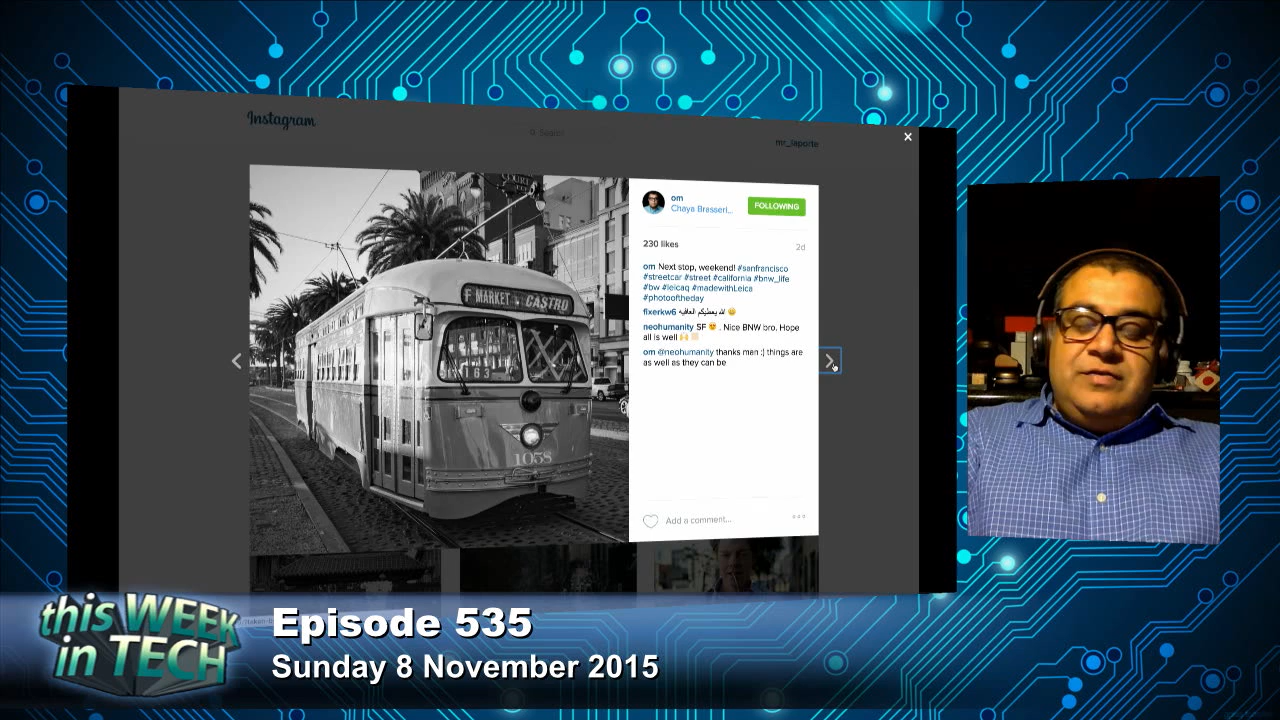 Instagram
Search
mr_laporte
COURT
F MARKET CASTRO
1058
om
Chaya Brasseri...
FOLLOWING
230 likes
2d
om Next stop, weekend! #sanfrancisco
#streetcar #street #california #bnw_life
#bw #leicaq #madewithLeica
#photooftheday
fixerkw6 الله يعطيكم العافيه
neohumanity SF . Nice BNW bro. Hope
all is well
om @neohumanity thanks man :) things are
as well as they can be
Add a comment...
this WEEK
in TECH
Episode 535
Sunday 8 November 2015